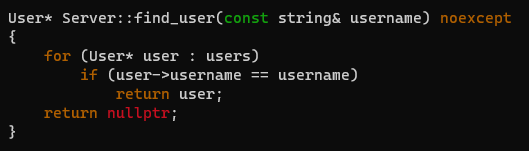 User* Server::find_user(const string& username) noexcept
{
    for (User* user : users)
        if (user->username == username)
            return user;
    return nullptr;
}